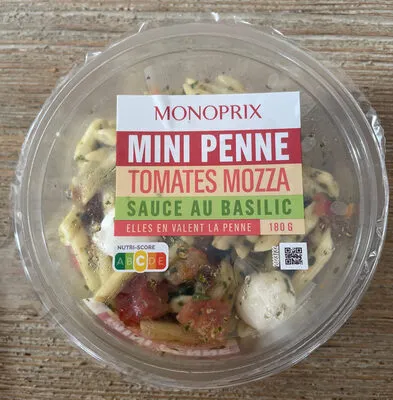 MONOPRIX
MINI PENNE
TOMATES MOZZA
SAUCE AU BASILIC
ELLES EN VALENT LA PENNE 180 G
NUTRI-SCORE
A B C D E